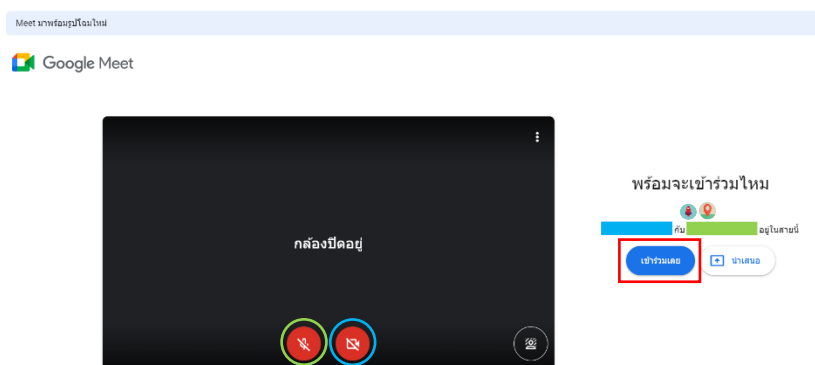 Meet มาพร้อมรูปโฉมใหม่
Google Meet
กล้องปิดอยู่
พร้อมจะเข้าร่วมไหม
กับ อยู่ในสายนี้
เข้าร่วมเลย
นำเสนอ